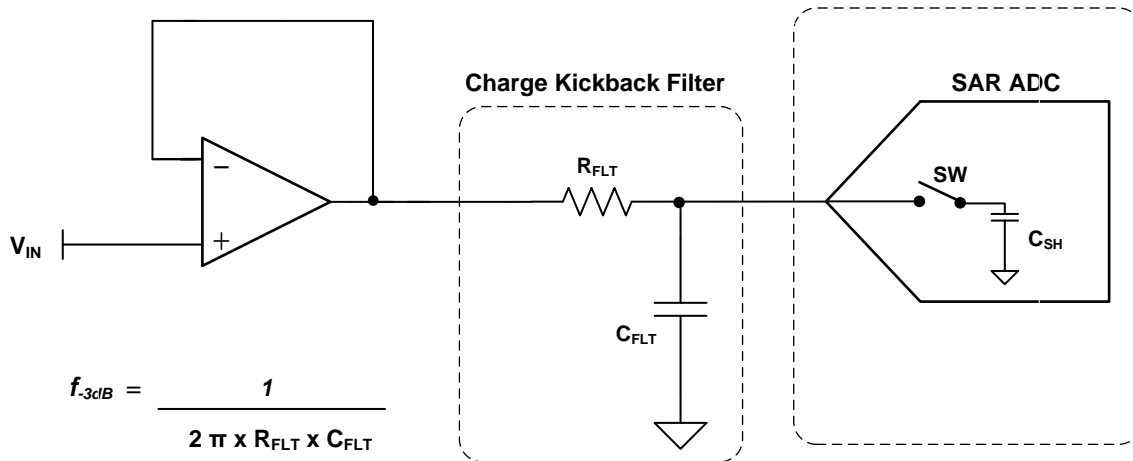 Charge Kickback Filter
SAR ADC
R_FLT
SW
−
+
V_IN
C_SH
C_FLT
f_-3dB = 1
2 π x R_FLT x C_FLT